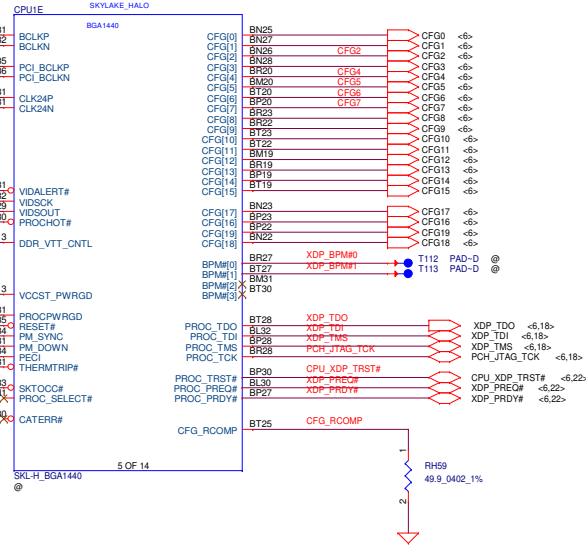 CPU1E
SKYLAKE_HALO
BGA1440
BCLKP
BCLKN
PCI_BCLKP
PCI_BCLKN
CLK24P
CLK24N
VIDALERT#
VIDSCK
VIDSOUT
PROCHOT#
DDR_VTT_CNTL
VCCST_PWRGD
PROCPWRGD
RESET#
PM_SYNC
PM_DOWN
PECI
THERMTRIP#
SKTOCC#
PROC_SELECT#
CATERR#
CFG[0] BN25 CFG0 <6>
CFG[1] BN27 CFG1 <6>
CFG[2] BN26 CFG2 CFG2 <6>
CFG[3] BN28 CFG3 <6>
CFG[4] BR20 CFG4 CFG4 <6>
CFG[5] BM20 CFG5 CFG5 <6>
CFG[6] BT20 CFG6 CFG6 <6>
CFG[7] BP20 CFG7 CFG7 <6>
CFG[8] BR23 CFG8 <6>
CFG[9] BR22 CFG9 <6>
CFG[10] BT23 CFG10 <6>
CFG[11] BT22 CFG11 <6>
CFG[12] BM19 CFG12 <6>
CFG[13] BR19 CFG13 <6>
CFG[14] BP19 CFG14 <6>
CFG[15] BT19 CFG15 <6>
CFG[17] BN23 CFG17 <6>
CFG[16] BP23 CFG16 <6>
CFG[19] BP22 CFG19 <6>
CFG[18] BN22 CFG18 <6>
BPM#[0] BR27 XDP_BPM#0 T112 PAD~D @
BPM#[1] BT27 XDP_BPM#1 T113 PAD~D @
BPM#[2] BM31
BPM#[3] BT30
PROC_TDO BT28 XDP_TDO XDP_TDO <6,18>
PROC_TDI BL32 XDP_TDI XDP_TDI <6,18>
PROC_TMS BP28 XDP_TMS XDP_TMS <6,18>
PROC_TCK BR28 PCH_JTAG_TCK PCH_JTAG_TCK <6,18>
PROC_TRST# BP30 CPU_XDP_TRST# CPU_XDP_TRST# <6,22>
PROC_PREQ# BL30 XDP_PREQ# XDP_PREQ# <6,22>
PROC_PRDY# BP27 XDP_PRDY# XDP_PRDY# <6,22>
CFG_RCOMP BT25 CFG_RCOMP
1
RH59
49.9_0402_1%
2
5 OF 14
SKL-H_BGA1440
@